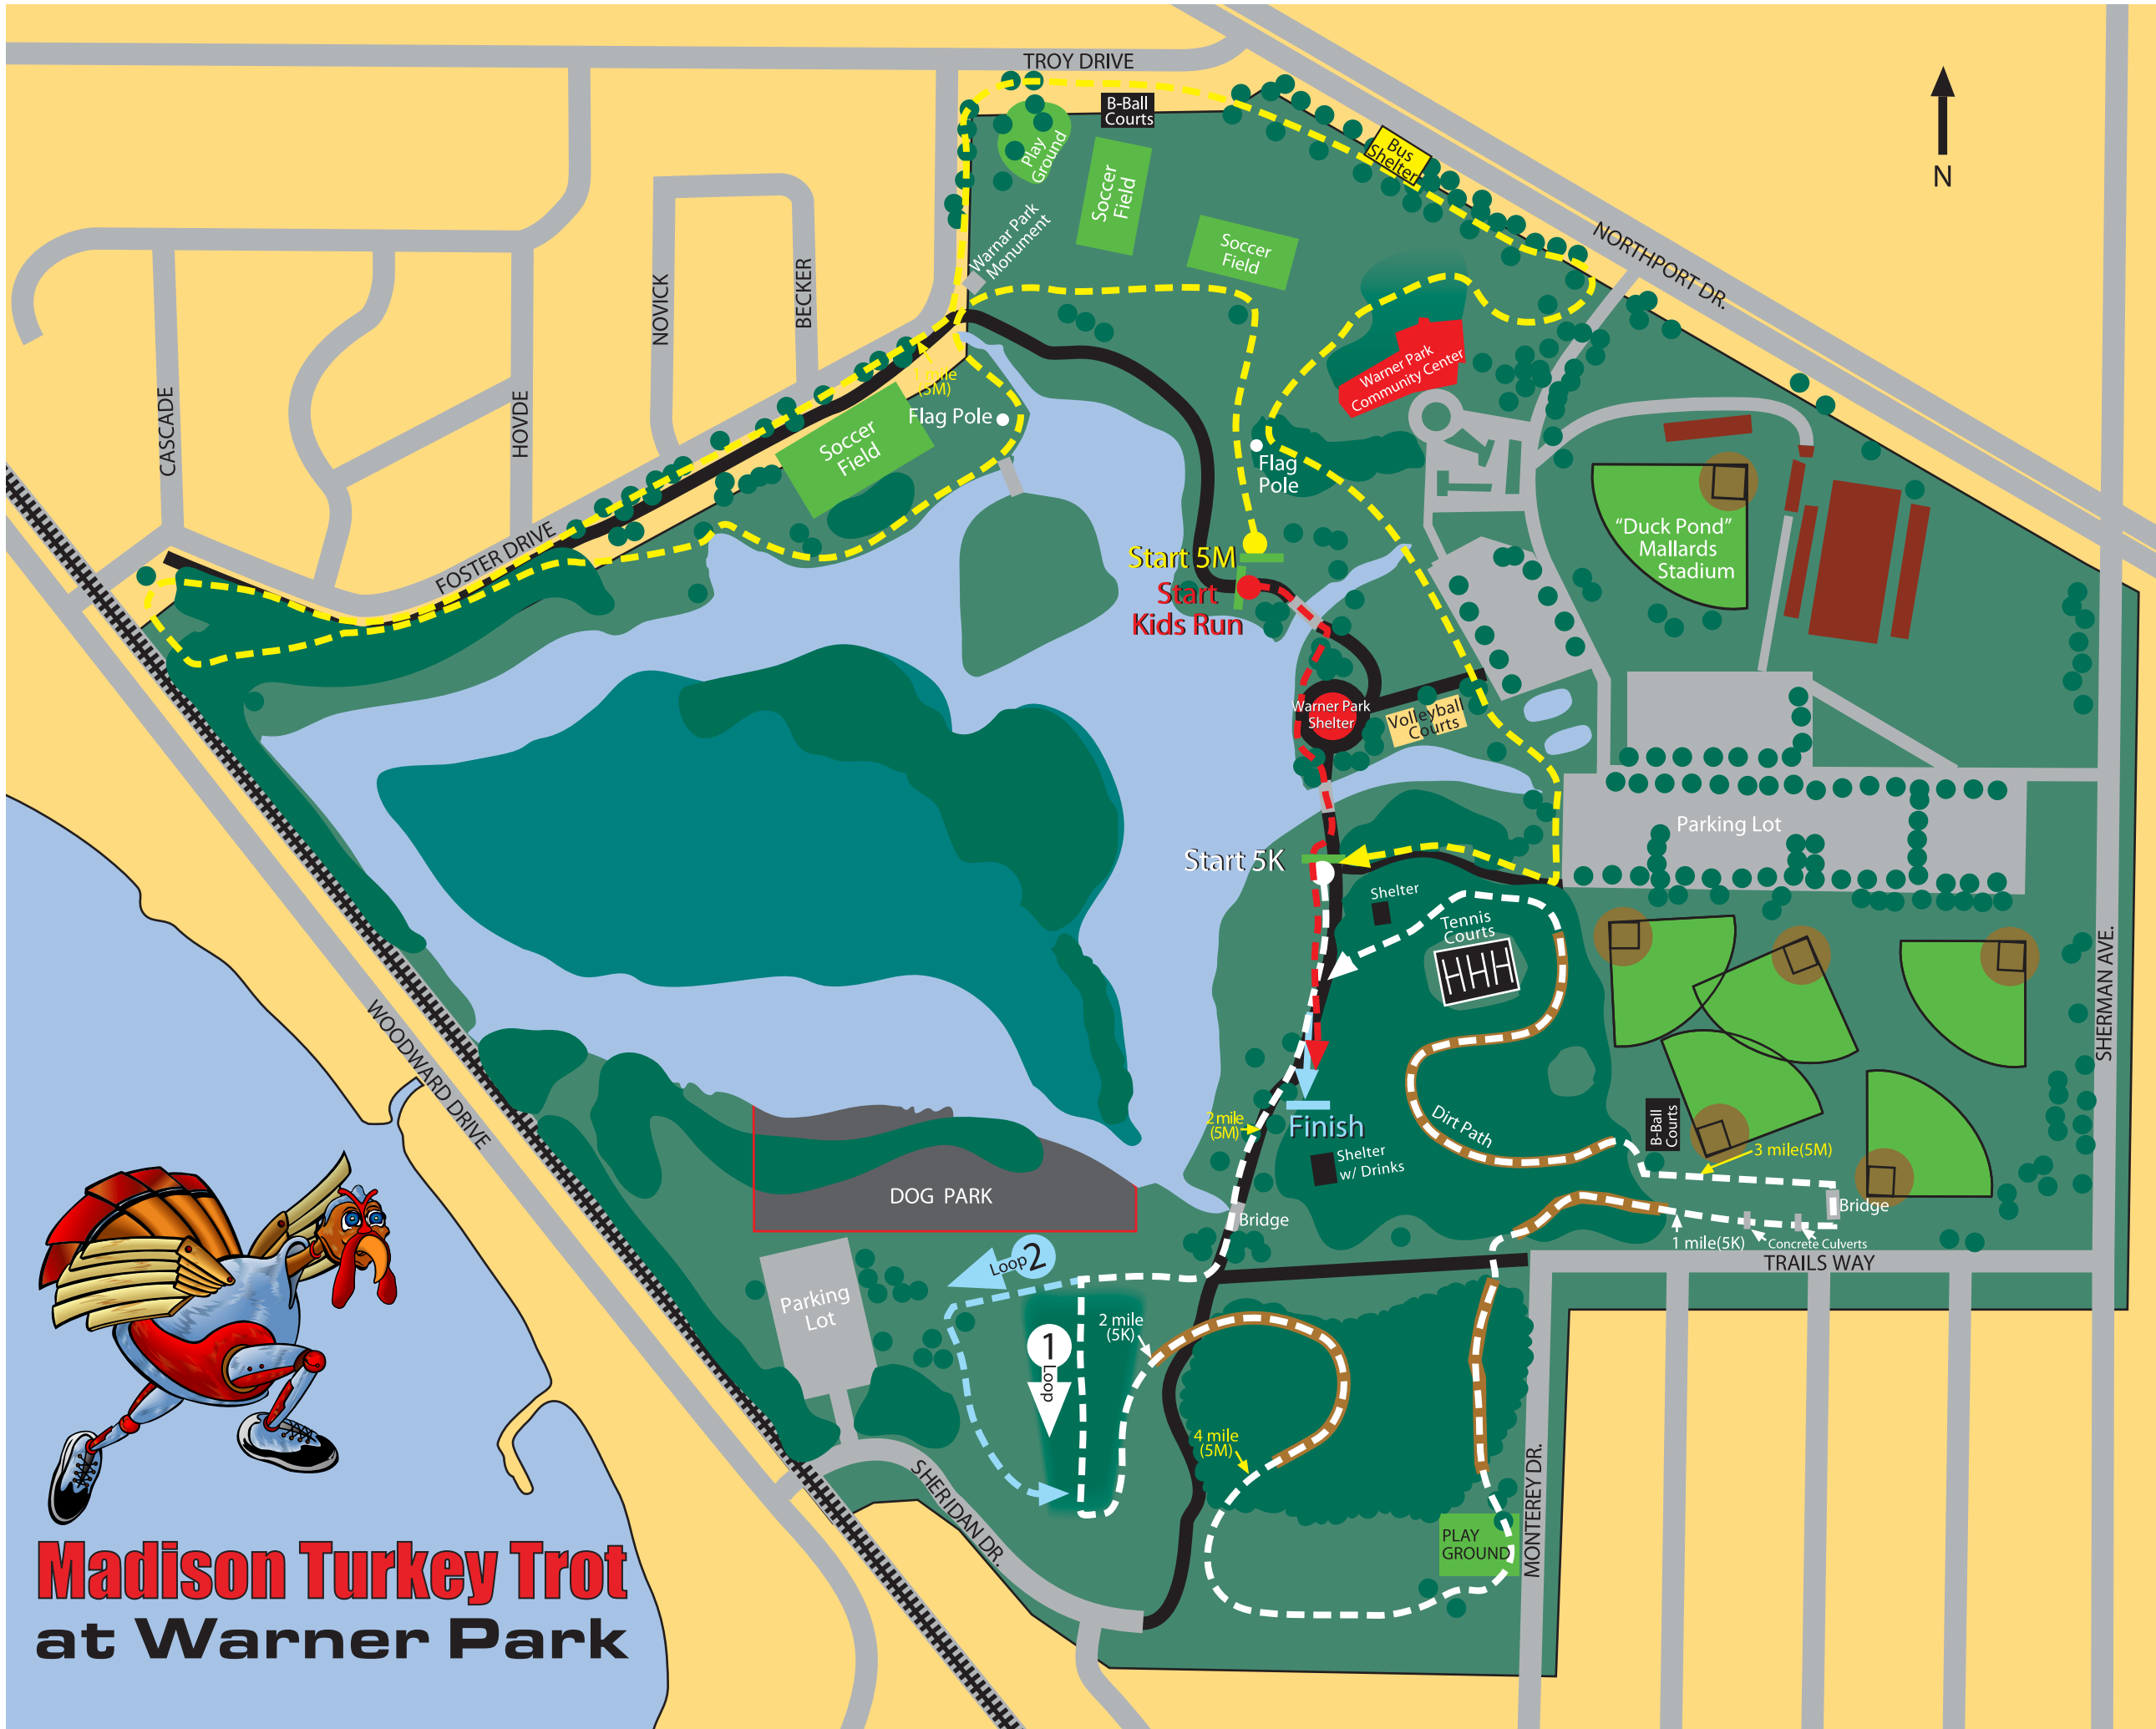 TROY DRIVE
B-Ball
Courts
Play
Ground
Bus
Shelter
N
Soccer
Field
Soccer
Field
Warnar Park
Monument
NORTHPORT DR.
NOVICK
BECKER
CASCADE
HOVDE
1 mile
(5M)
Flag Pole
Soccer
Field
Warner Park
Community Center
Flag
Pole
"Duck Pond"
Mallards
Stadium
FOSTER DRIVE
Start 5M
Start
Kids Run
Warner Park
Shelter
Volleyball
Courts
Parking Lot
Start 5K
Shelter
Tennis
Courts
SHERMAN AVE.
WOODWARD DRIVE
2 mile
(5M)
Finish
Dirt Path
B-Ball
Courts
3 mile(5M)
Shelter
w/ Drinks
DOG PARK
Bridge
Bridge
1 mile(5K)
Concrete Culverts
TRAILS WAY
Loop 2
Parking
Lot
1
Loop
2 mile
(5K)
4 mile
(5M)
SHERIDAN DR.
MONTEREY DR.
PLAY
GROUND
Madison Turkey Trot
at Warner Park